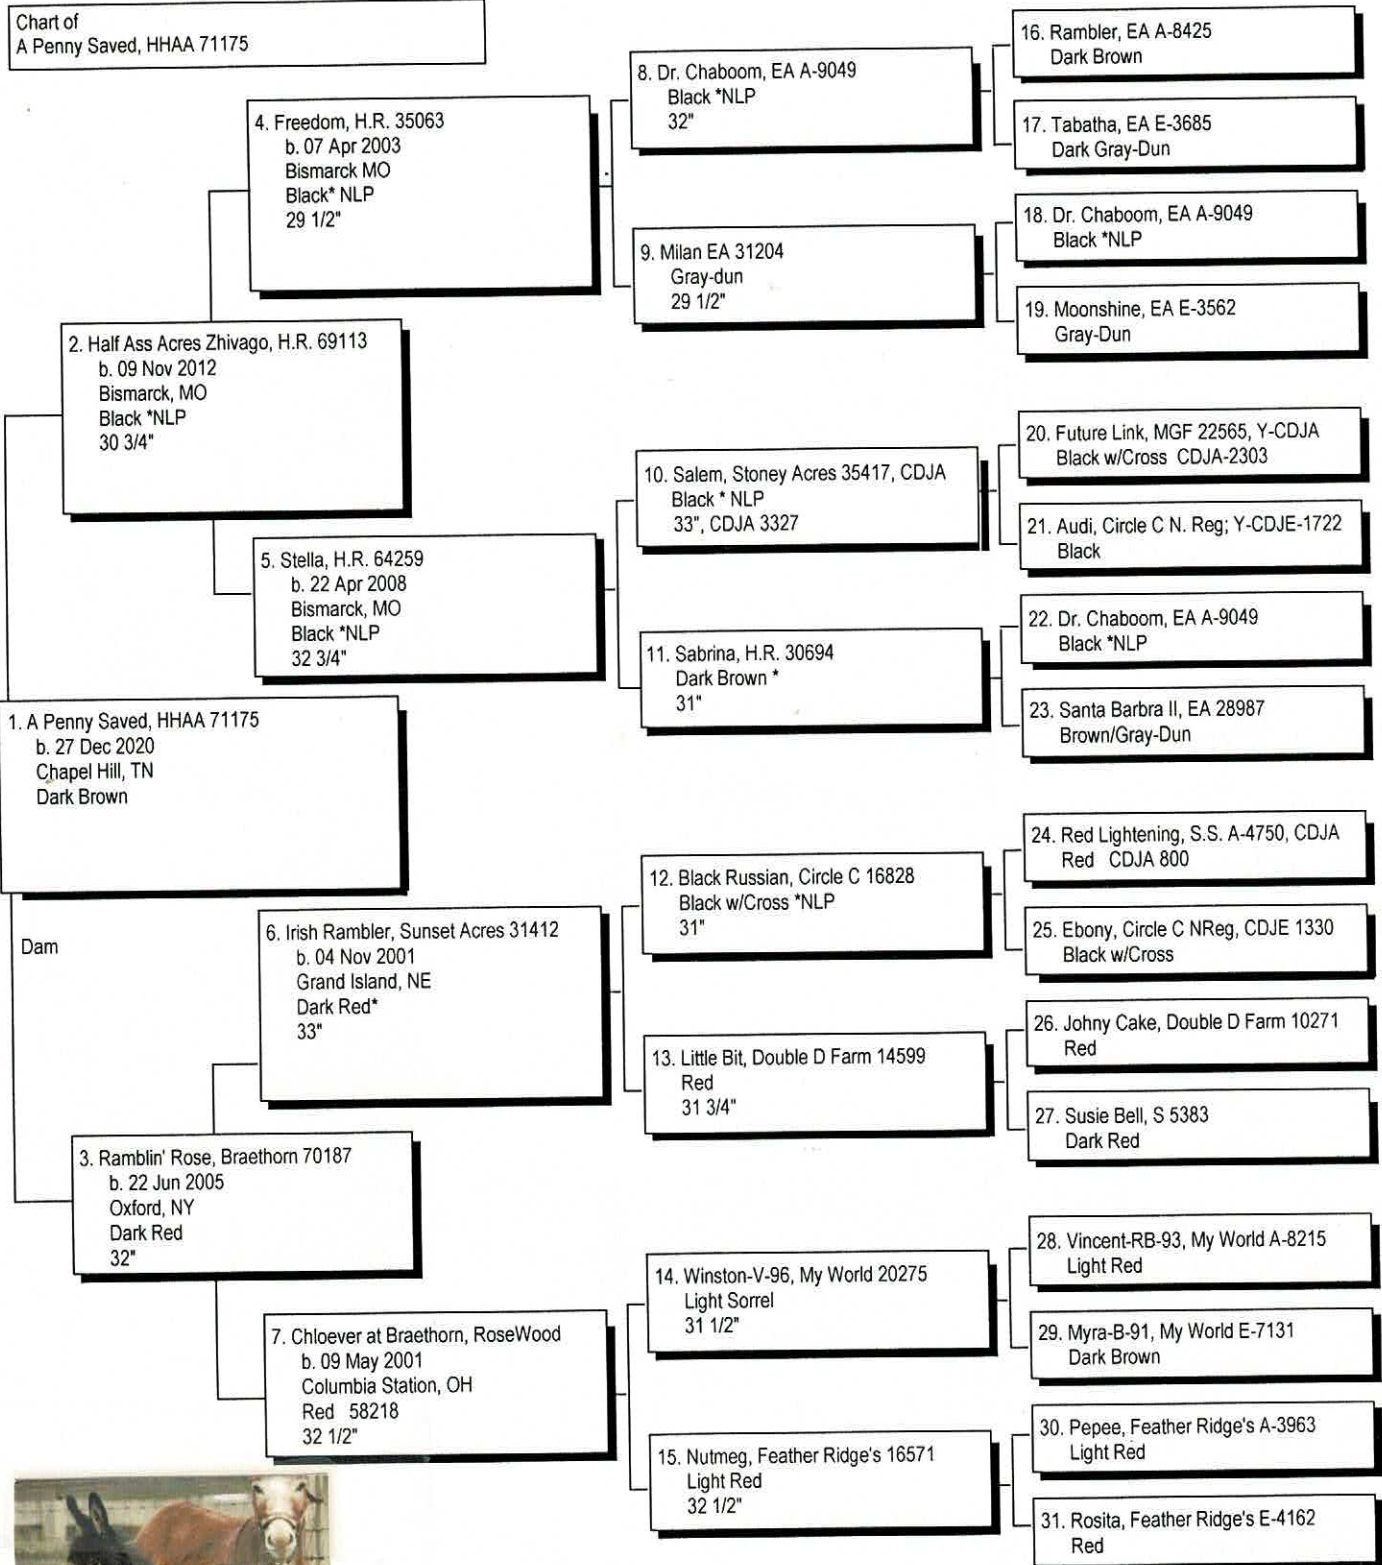 Chart of
A Penny Saved, HHAA 71175
1. A Penny Saved, HHAA 71175
b. 27 Dec 2020
Chapel Hill, TN
Dark Brown
Dam
2. Half Ass Acres Zhivago, H.R. 69113
b. 09 Nov 2012
Bismarck, MO
Black *NLP
30 3/4"
3. Ramblin' Rose, Braethorn 70187
b. 22 Jun 2005
Oxford, NY
Dark Red
32"
4. Freedom, H.R. 35063
b. 07 Apr 2003
Bismarck MO
Black* NLP
29 1/2"
5. Stella, H.R. 64259
b. 22 Apr 2008
Bismarck, MO
Black *NLP
32 3/4"
6. Irish Rambler, Sunset Acres 31412
b. 04 Nov 2001
Grand Island, NE
Dark Red*
33"
7. Chloever at Braethorn, RoseWood
b. 09 May 2001
Columbia Station, OH
Red 58218
32 1/2"
8. Dr. Chaboom, EA A-9049
Black *NLP
32"
9. Milan EA 31204
Gray-dun
29 1/2"
10. Salem, Stoney Acres 35417, CDJA
Black * NLP
33", CDJA 3327
11. Sabrina, H.R. 30694
Dark Brown *
31"
12. Black Russian, Circle C 16828
Black w/Cross *NLP
31"
13. Little Bit, Double D Farm 14599
Red
31 3/4"
14. Winston-V-96, My World 20275
Light Sorrel
31 1/2"
15. Nutmeg, Feather Ridge's 16571
Light Red
32 1/2"
16. Rambler, EA A-8425
Dark Brown
17. Tabatha, EA E-3685
Dark Gray-Dun
18. Dr. Chaboom, EA A-9049
Black *NLP
19. Moonshine, EA E-3562
Gray-Dun
20. Future Link, MGF 22565, Y-CDJA
Black w/Cross CDJA-2303
21. Audi, Circle C N. Reg; Y-CDJE-1722
Black
22. Dr. Chaboom, EA A-9049
Black *NLP
23. Santa Barbra II, EA 28987
Brown/Gray-Dun
24. Red Lightening, S.S. A-4750, CDJA
Red CDJA 800
25. Ebony, Circle C NReg, CDJE 1330
Black w/Cross
26. Johny Cake, Double D Farm 10271
Red
27. Susie Bell, S 5383
Dark Red
28. Vincent-RB-93, My World A-8215
Light Red
29. Myra-B-91, My World E-7131
Dark Brown
30. Pepee, Feather Ridge's A-3963
Light Red
31. Rosita, Feather Ridge's E-4162
Red